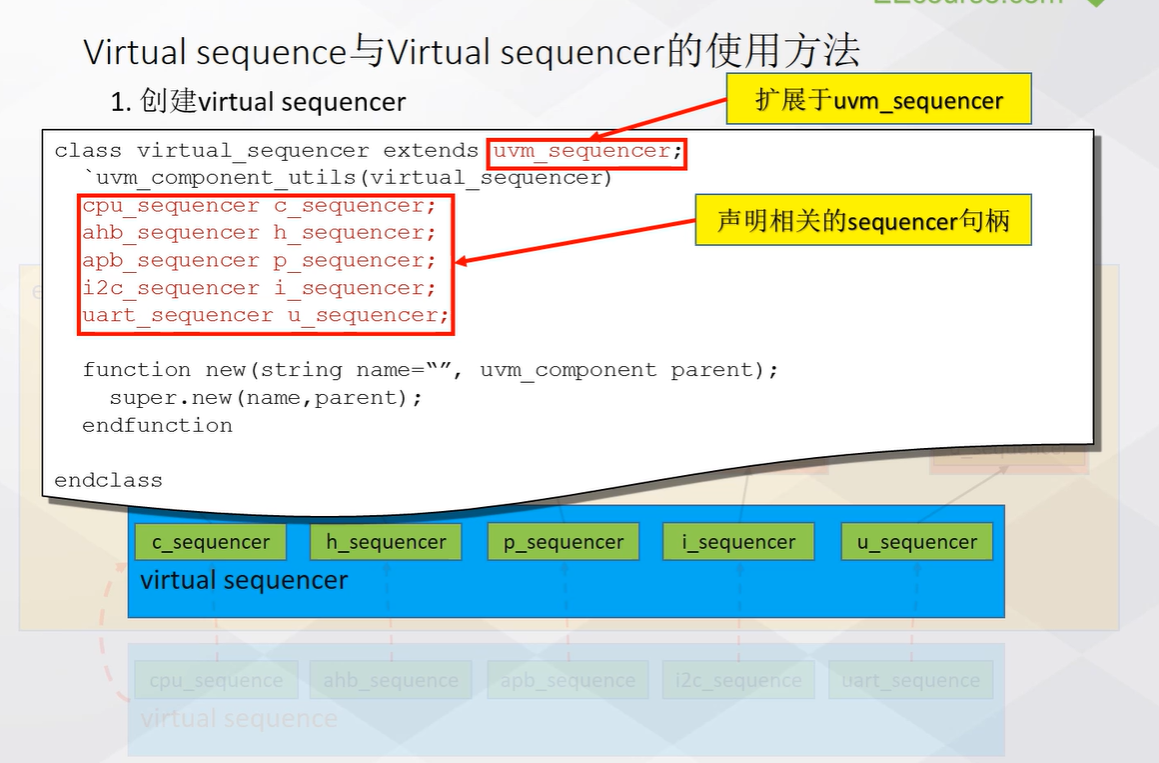 Virtual sequence与Virtual sequencer的使用方法
1. 创建virtual sequencer
扩展于uvm_sequencer
class virtual_sequencer extends uvm_sequencer;
`uvm_component_utils(virtual_sequencer)
cpu_sequencer c_sequencer;
ahb_sequencer h_sequencer;
apb_sequencer p_sequencer;
i2c_sequencer i_sequencer;
uart_sequencer u_sequencer;
声明相关的sequencer句柄
function new(string name=“”, uvm_component parent);
super.new(name,parent);
endfunction
endclass
c_sequencer h_sequencer p_sequencer i_sequencer u_sequencer
virtual sequencer
cpu_sequence ahb_sequence apb_sequence i2c_sequence uart_sequence
virtual sequence